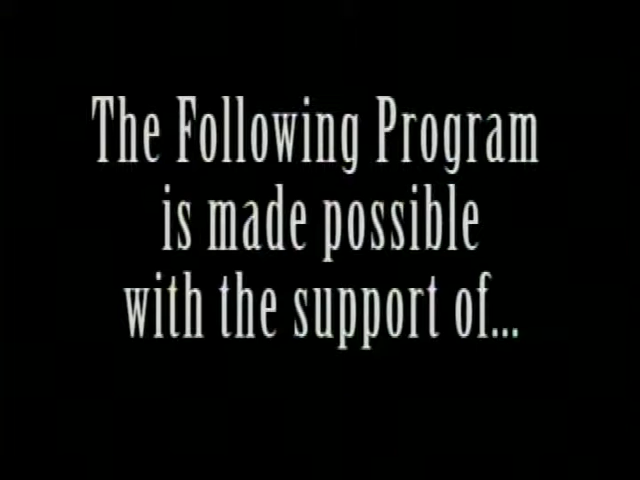 The Following Program
is made possible
with the support of...